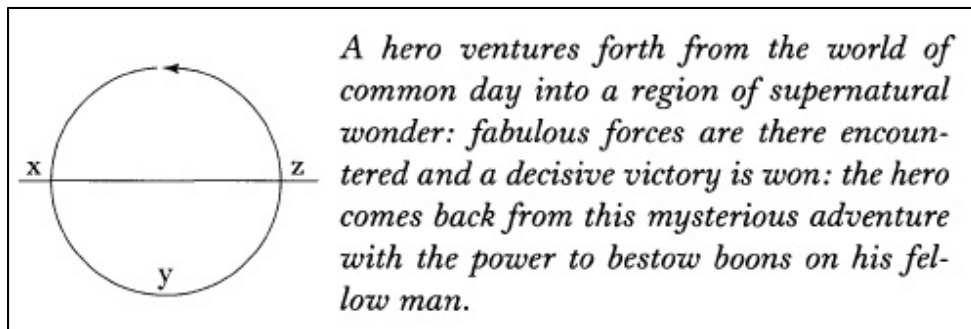 x
z
y
A hero ventures forth from the world of
common day into a region of supernatural
wonder: fabulous forces are there encoun-
tered and a decisive victory is won: the hero
comes back from this mysterious adventure
with the power to bestow boons on his fel-
low man.